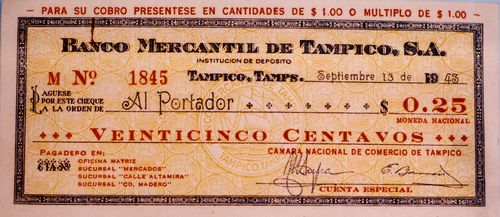 - PARA SU COBRO PRESENTESE EN CANTIDADES DE $ 1.00 O MULTIPLO DE $ 1.00 -
BANCO MERCANTIL DE TAMPICO, S.A.
INSTITUCION DE DEPOSITO
M Nº 1845 TAMPICO, TAMPS. Septiembre 13 de 1943
PAGUESE
POR ESTE CHEQUE
A LA ORDEN DE Al Portador $ 0.25
MONEDA NACIONAL
VEINTICINCO CENTAVOS
PAGADERO EN: CAMARA NACIONAL DE COMERCIO DE TAMPICO
OFICINA MATRIZ
SUCURSAL "MERCADOS"
SUCURSAL "CALLE ALTAMIRA"
SUCURSAL "CD. MADERO"
CUENTA ESPECIAL